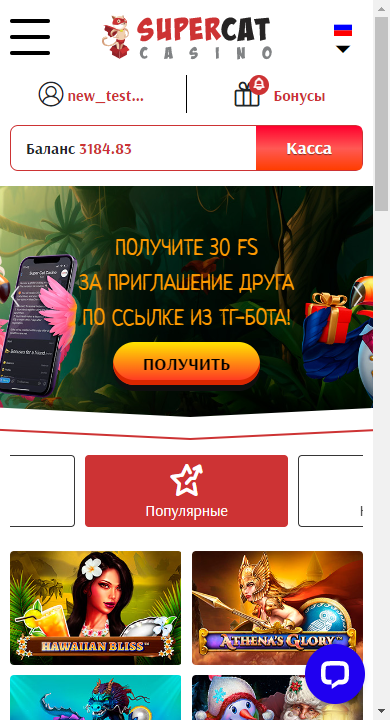 SUPERCAT
CASINO
new_test...
Бонусы
Баланс 3184.83
Касса
ПОЛУЧИТЕ 30 FS
ЗА ПРИГЛАШЕНИЕ ДРУГА
ПО ССЫЛКЕ ИЗ ТГ-БОТА!
ПОЛУЧИТЬ
Популярные
HAWAIIAN BLISS
ATHENA'S GLORY